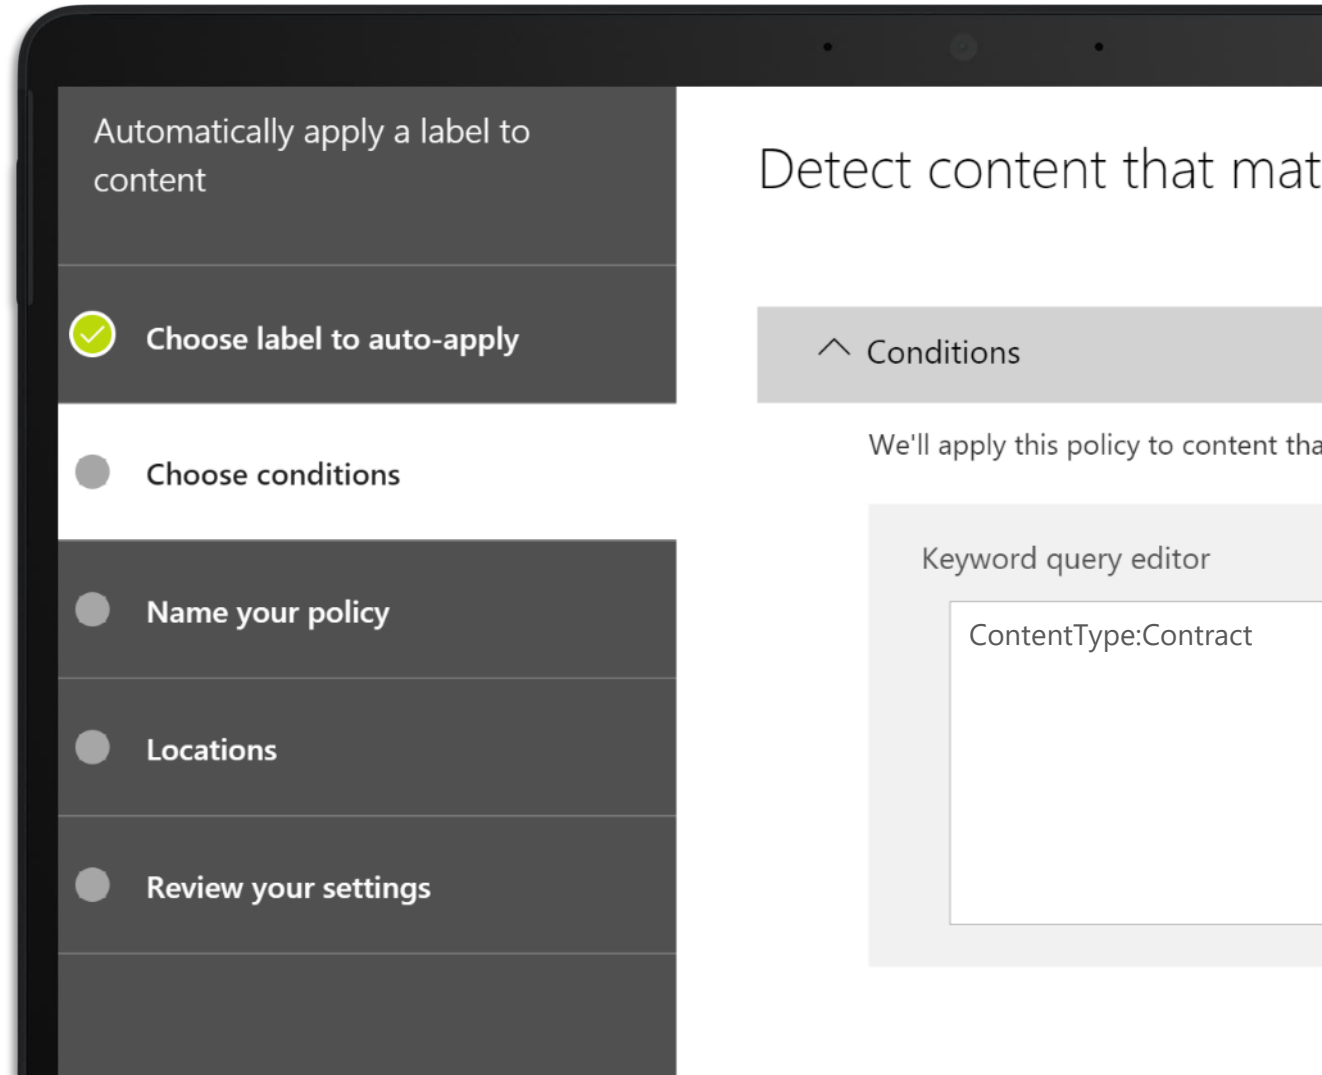 Automatically apply a label to
content
Choose label to auto-apply
Choose conditions
Name your policy
Locations
Review your settings
Detect content that mat
Conditions
We'll apply this policy to content tha
Keyword query editor
ContentType:Contract